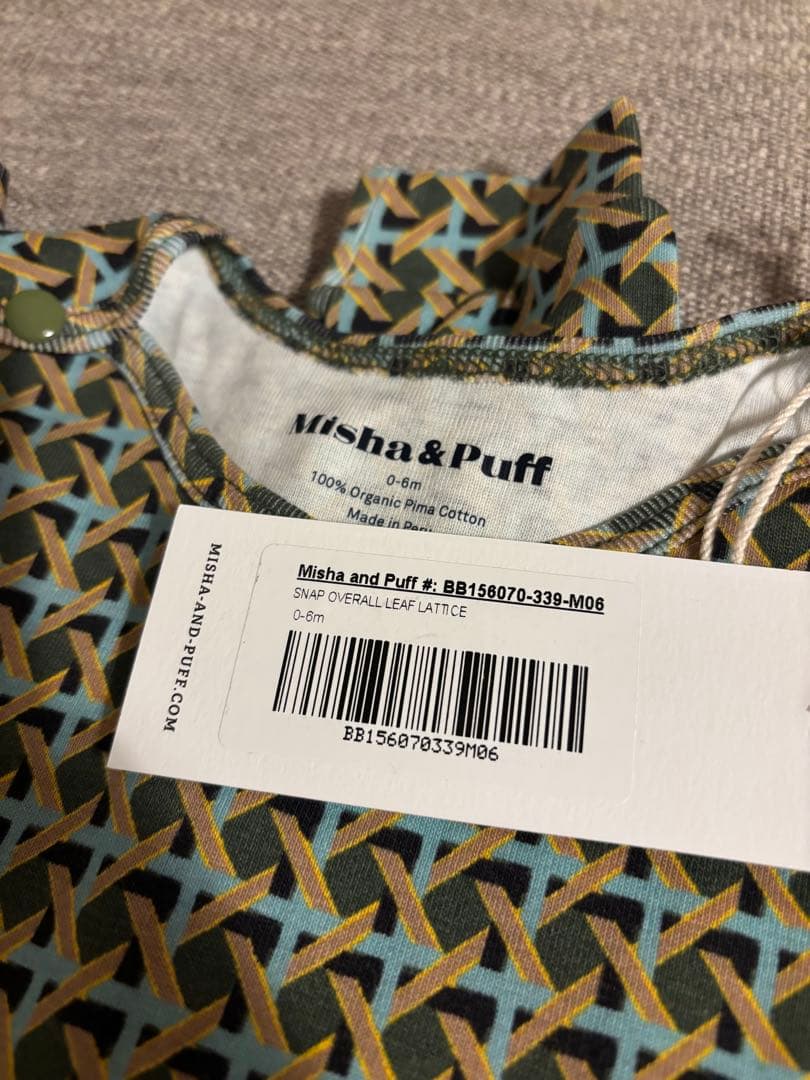 Misha&Puff
0-6m
100% Organic Pima Cotton
Made in
MISHA-AND-PUFF.COM
Misha and Puff #: BB156070-339-M06
SNAP OVERALL LEAF LATTICE
0-6m
BB156070339M06